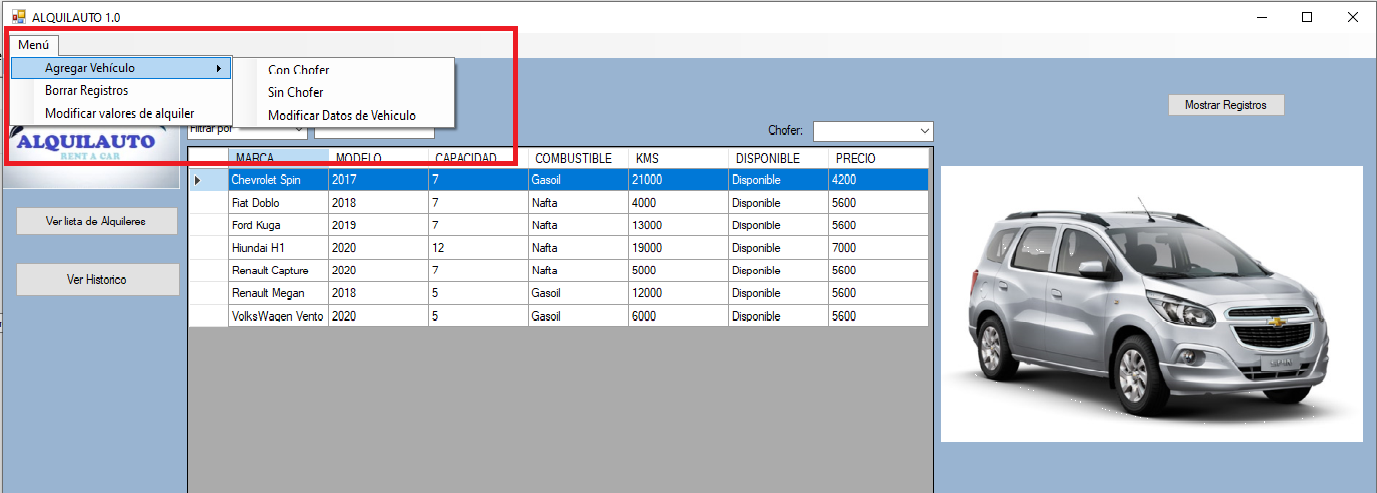 ALQUILAUTO 1.0
Menú
Agregar Vehículo
Borrar Registros
Modificar valores de alquiler
Con Chofer
Sin Chofer
Modificar Datos de Vehiculo
Mostrar Registros
ALQUILAUTO
RENT A CAR
Filtrar por
Chofer:
MARCA MODELO CAPACIDAD COMBUSTIBLE KMS DISPONIBLE PRECIO
Chevrolet Spin 2017 7 Gasoil 21000 Disponible 4200
Fiat Doblo 2018 7 Nafta 4000 Disponible 5600
Ford Kuga 2019 7 Nafta 13000 Disponible 5600
Hiundai H1 2020 12 Nafta 19000 Disponible 7000
Renault Capture 2020 7 Nafta 5000 Disponible 5600
Renault Megan 2018 5 Gasoil 12000 Disponible 5600
VolksWagen Vento 2020 5 Gasoil 6000 Disponible 5600
Ver lista de Alquileres
Ver Historico